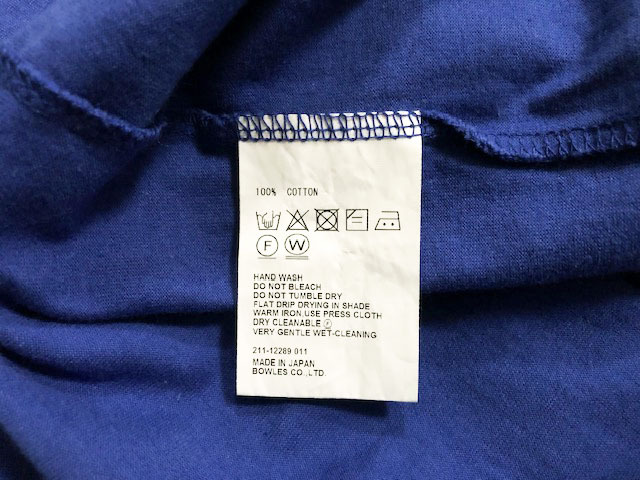 100% COTTON
F W
HAND WASH
DO NOT BLEACH
DO NOT TUMBLE DRY
FLAT DRIP DRYING IN SHADE
WARM IRON,USE PRESS CLOTH
DRY CLEANABLE Ⓕ
VERY GENTLE WET-CLEANING
211-12289 011
MADE IN JAPAN
BOWLES CO.,LTD.